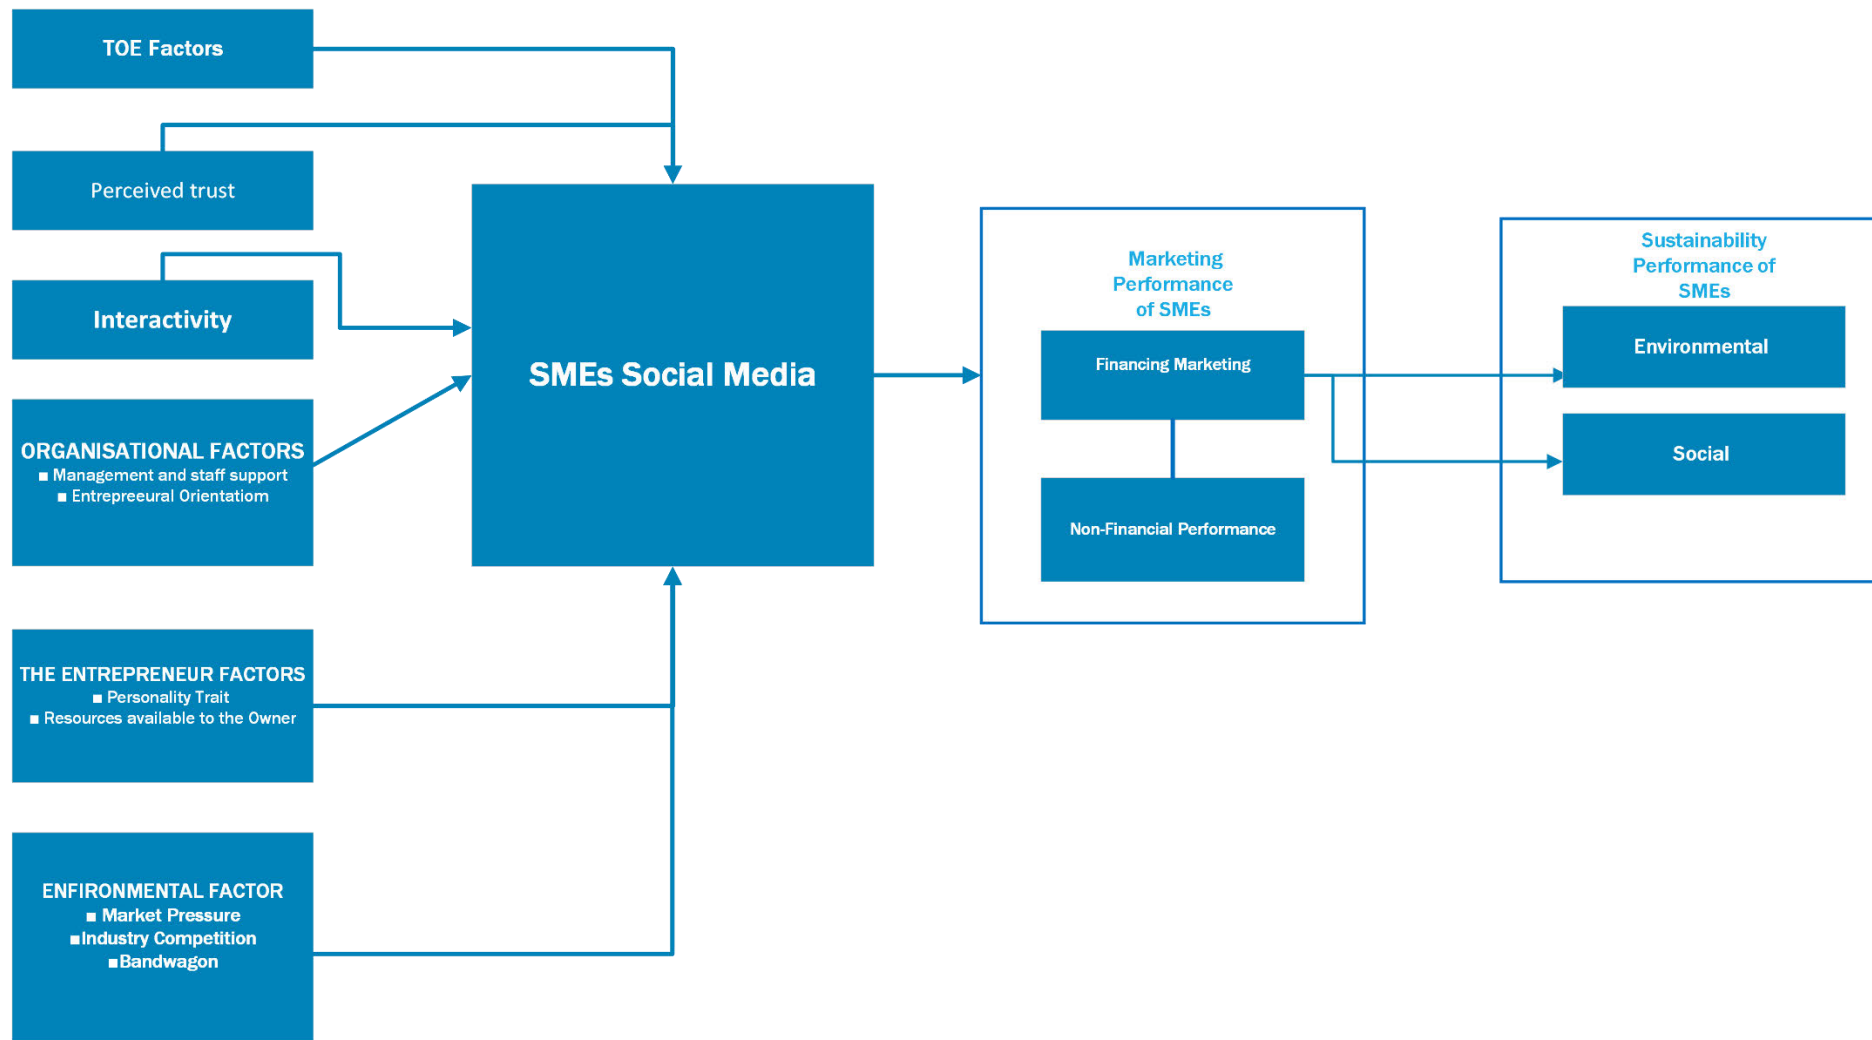 TOE Factors
Perceived trust
Interactivity
ORGANISATIONAL FACTORS
■ Management and staff support
■ Entrepreeural Orientatiom
THE ENTREPRENEUR FACTORS
■ Personality Trait
■ Resources available to the Owner
ENFIRONMENTAL FACTOR
■ Market Pressure
■Industry Competition
■Bandwagon
SMEs Social Media
Marketing
Performance
of SMEs
Financing Marketing
Non-Financial Performance
Sustainability
Performance of
SMEs
Environmental
Social